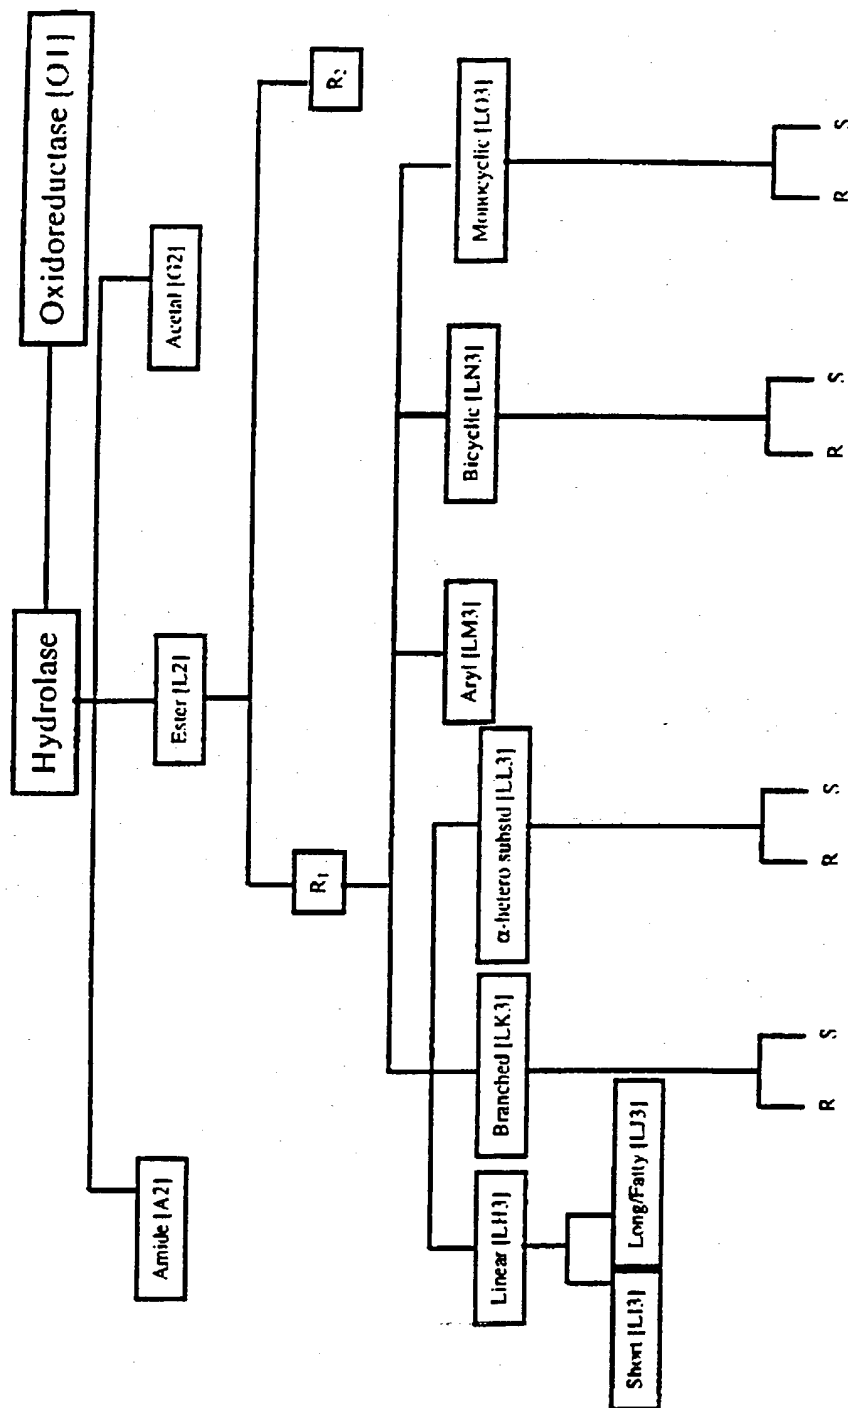 Oxidoreductase [O1]
Hydrolase
Amide [A2]
Ester [L2]
Acetal [G2]
R1
R2
Linear [LH3]
Branched [LK3]
α-hetero substd [LL3]
Aryl [LM3]
Bicyclic [LN3]
Monocyclic [LO3]
Short [LI3]
Long/Fatty [LJ3]
R S
R S
R S
R S